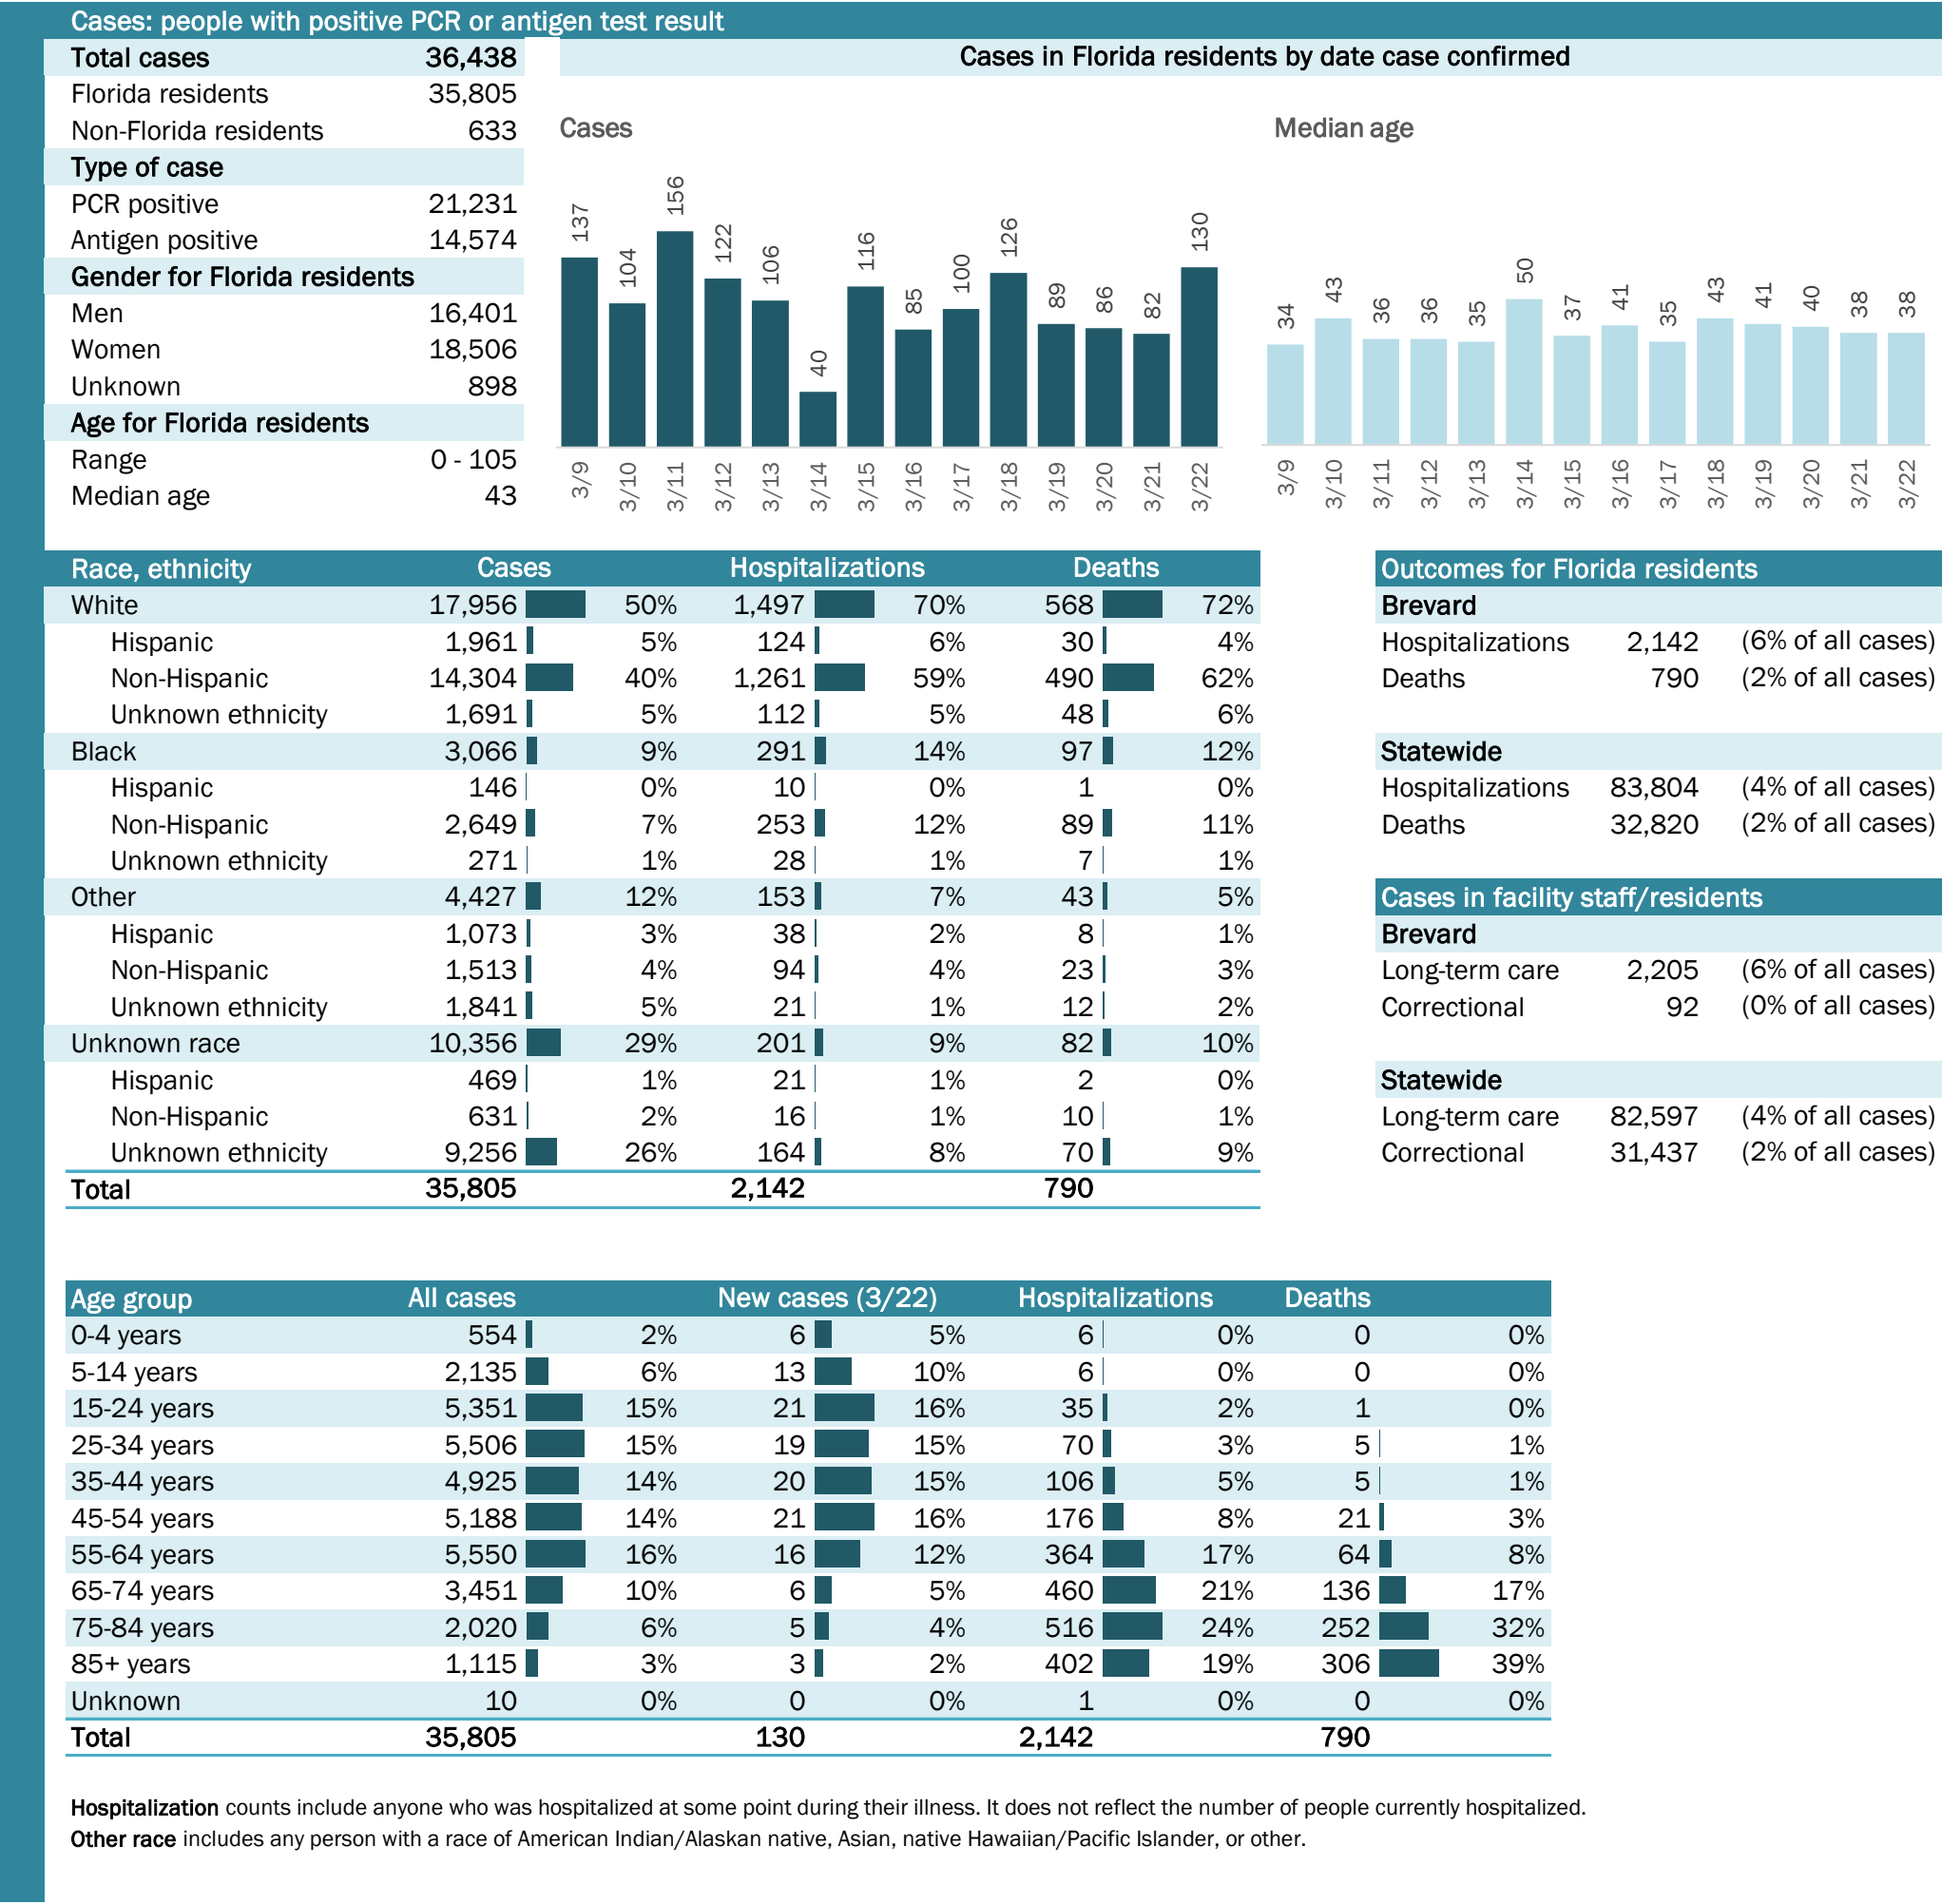 Cases: people with positive PCR or antigen test result
Total cases 36,438
Florida residents 35,805
Non-Florida residents 633
Type of case
PCR positive 21,231
Antigen positive 14,574
Gender for Florida residents
Men 16,401
Women 18,506
Unknown 898
Age for Florida residents
Range 0 - 105
Median age 43
Cases in Florida residents by date case confirmed
Cases
137 104 156 122 106 40 116 85 100 126 89 86 82 130
3/9 3/10 3/11 3/12 3/13 3/14 3/15 3/16 3/17 3/18 3/19 3/20 3/21 3/22
Median age
34 43 36 36 35 50 37 41 35 43 41 40 38 38
3/9 3/10 3/11 3/12 3/13 3/14 3/15 3/16 3/17 3/18 3/19 3/20 3/21 3/22
Race, ethnicity Cases Hospitalizations Deaths
White 17,956 50% 1,497 70% 568 72%
Hispanic 1,961 5% 124 6% 30 4%
Non-Hispanic 14,304 40% 1,261 59% 490 62%
Unknown ethnicity 1,691 5% 112 5% 48 6%
Black 3,066 9% 291 14% 97 12%
Hispanic 146 0% 10 0% 1 0%
Non-Hispanic 2,649 7% 253 12% 89 11%
Unknown ethnicity 271 1% 28 1% 7 1%
Other 4,427 12% 153 7% 43 5%
Hispanic 1,073 3% 38 2% 8 1%
Non-Hispanic 1,513 4% 94 4% 23 3%
Unknown ethnicity 1,841 5% 21 1% 12 2%
Unknown race 10,356 29% 201 9% 82 10%
Hispanic 469 1% 21 1% 2 0%
Non-Hispanic 631 2% 16 1% 10 1%
Unknown ethnicity 9,256 26% 164 8% 70 9%
Total 35,805 2,142 790
Outcomes for Florida residents
Brevard
Hospitalizations 2,142 (6% of all cases)
Deaths 790 (2% of all cases)
Statewide
Hospitalizations 83,804 (4% of all cases)
Deaths 32,820 (2% of all cases)
Cases in facility staff/residents
Brevard
Long-term care 2,205 (6% of all cases)
Correctional 92 (0% of all cases)
Statewide
Long-term care 82,597 (4% of all cases)
Correctional 31,437 (2% of all cases)
Age group All cases New cases (3/22) Hospitalizations Deaths
0-4 years 554 2% 6 5% 6 0% 0 0%
5-14 years 2,135 6% 13 10% 6 0% 0 0%
15-24 years 5,351 15% 21 16% 35 2% 1 0%
25-34 years 5,506 15% 19 15% 70 3% 5 1%
35-44 years 4,925 14% 20 15% 106 5% 5 1%
45-54 years 5,188 14% 21 16% 176 8% 21 3%
55-64 years 5,550 16% 16 12% 364 17% 64 8%
65-74 years 3,451 10% 6 5% 460 21% 136 17%
75-84 years 2,020 6% 5 4% 516 24% 252 32%
85+ years 1,115 3% 3 2% 402 19% 306 39%
Unknown 10 0% 0 0% 1 0% 0 0%
Total 35,805 130 2,142 790
Hospitalization counts include anyone who was hospitalized at some point during their illness. It does not reflect the number of people currently hospitalized.
Other race includes any person with a race of American Indian/Alaskan native, Asian, native Hawaiian/Pacific Islander, or other.